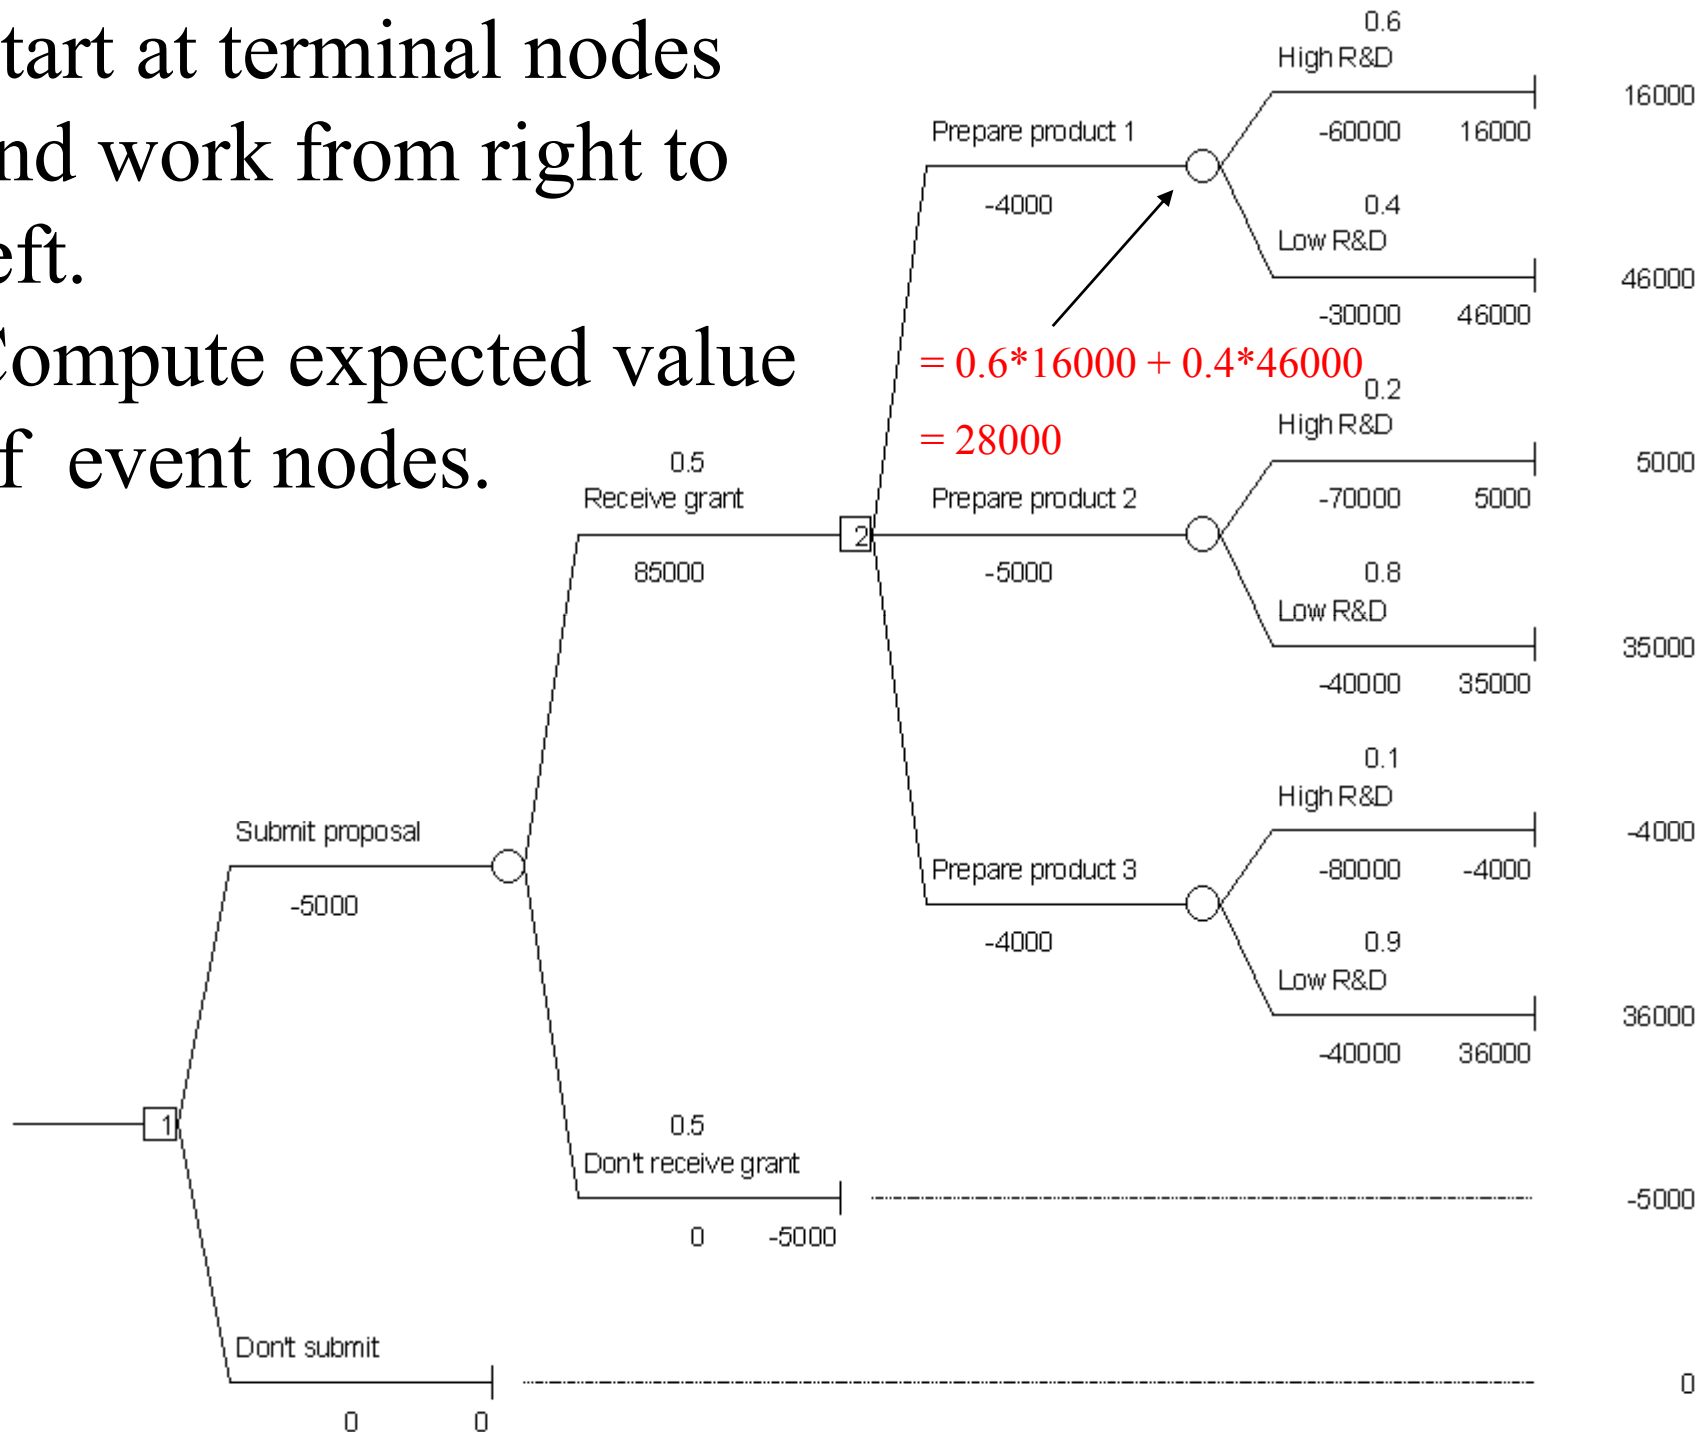 tart at terminal nodes
nd work from right to
eft.
Compute expected value
f event nodes.
0.6
High R&D
16000
-60000 16000
Prepare product 1
-4000
0.4
Low R&D
46000
-30000 46000
= 0.6*16000 + 0.4*46000
= 28000
0.2
High R&D
5000
-70000 5000
0.5
Receive grant
85000
2
Prepare product 2
-5000
0.8
Low R&D
35000
-40000 35000
0.1
High R&D
-4000
-80000 -4000
Submit proposal
-5000
Prepare product 3
-4000
0.9
Low R&D
36000
-40000 36000
1
0.5
Don't receive grant
-5000
0 -5000
Don't submit
0
0 0